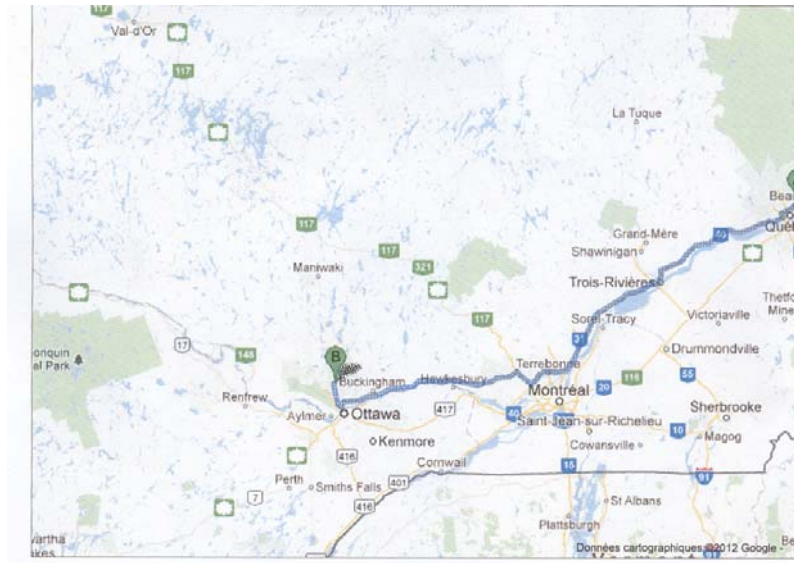 117
Val-d'Or
117
La Tuque
117
117
321
Maniwaki
Grand-Mère
Shawinigan
40
Trois-Rivières
117
Sorel-Tracy
Victoriaville
17
148
31
Drummondville
B
Terrebonne
116
55
Renfrew
Buckingham
Hawkesbury
Montréal
20
Aylmer
Ottawa
417
40
Sherbrooke
Saint-Jean-sur-Richelieu
10
Kenmore
Cowansville
Magog
416
Cornwall
15
91
Perth
Smiths Falls
401
7
416
St Albans
Plattsburgh
Données cartographiques ©2012 Google -